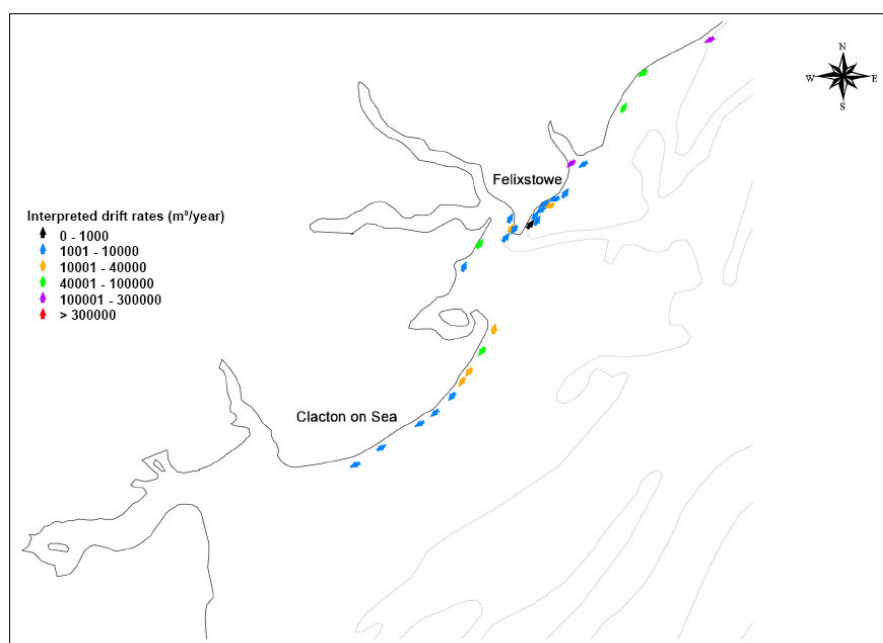 N
W E
S
Felixstowe
Interpreted drift rates (m³/year)
0 - 1000
1001 - 10000
10001 - 40000
40001 - 100000
100001 - 300000
> 300000
Clacton on Sea